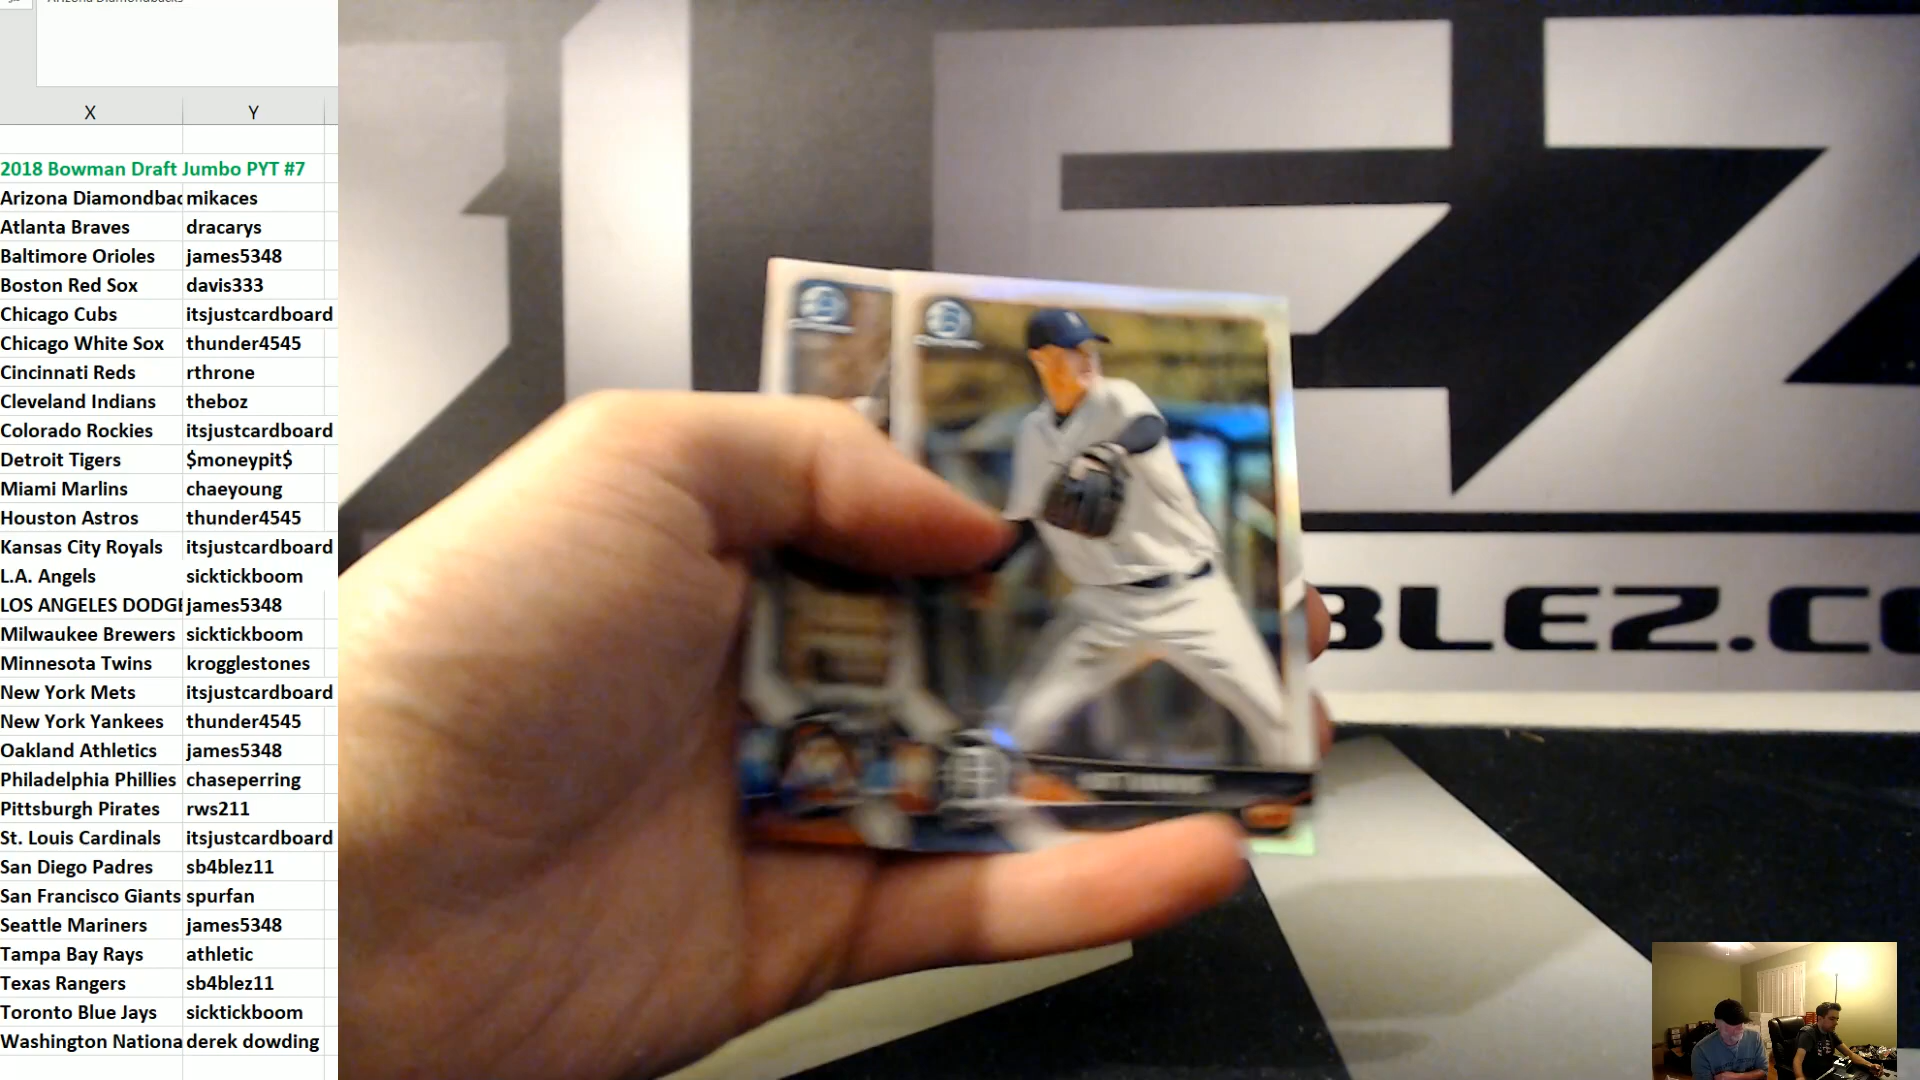 X Y
2018 Bowman Draft Jumbo PYT #7
Arizona Diamondbac mikaces
Atlanta Braves dracarys
Baltimore Orioles james5348
Boston Red Sox davis333
Chicago Cubs itsjustcardboard
Chicago White Sox thunder4545
Cincinnati Reds rthrone
Cleveland Indians theboz
Colorado Rockies itsjustcardboard
Detroit Tigers $moneypit$
Miami Marlins chaeyoung
Houston Astros thunder4545
Kansas City Royals itsjustcardboard
L.A. Angels sicktickboom
LOS ANGELES DODGE james5348
Milwaukee Brewers sicktickboom
Minnesota Twins krogglestones
New York Mets itsjustcardboard
New York Yankees thunder4545
Oakland Athletics james5348
Philadelphia Phillies chaseperring
Pittsburgh Pirates rws211
St. Louis Cardinals itsjustcardboard
San Diego Padres sb4blez11
San Francisco Giants spurfan
Seattle Mariners james5348
Tampa Bay Rays athletic
Texas Rangers sb4blez11
Toronto Blue Jays sicktickboom
Washington Nationa derek dowding
EZ
BLEZ.CO